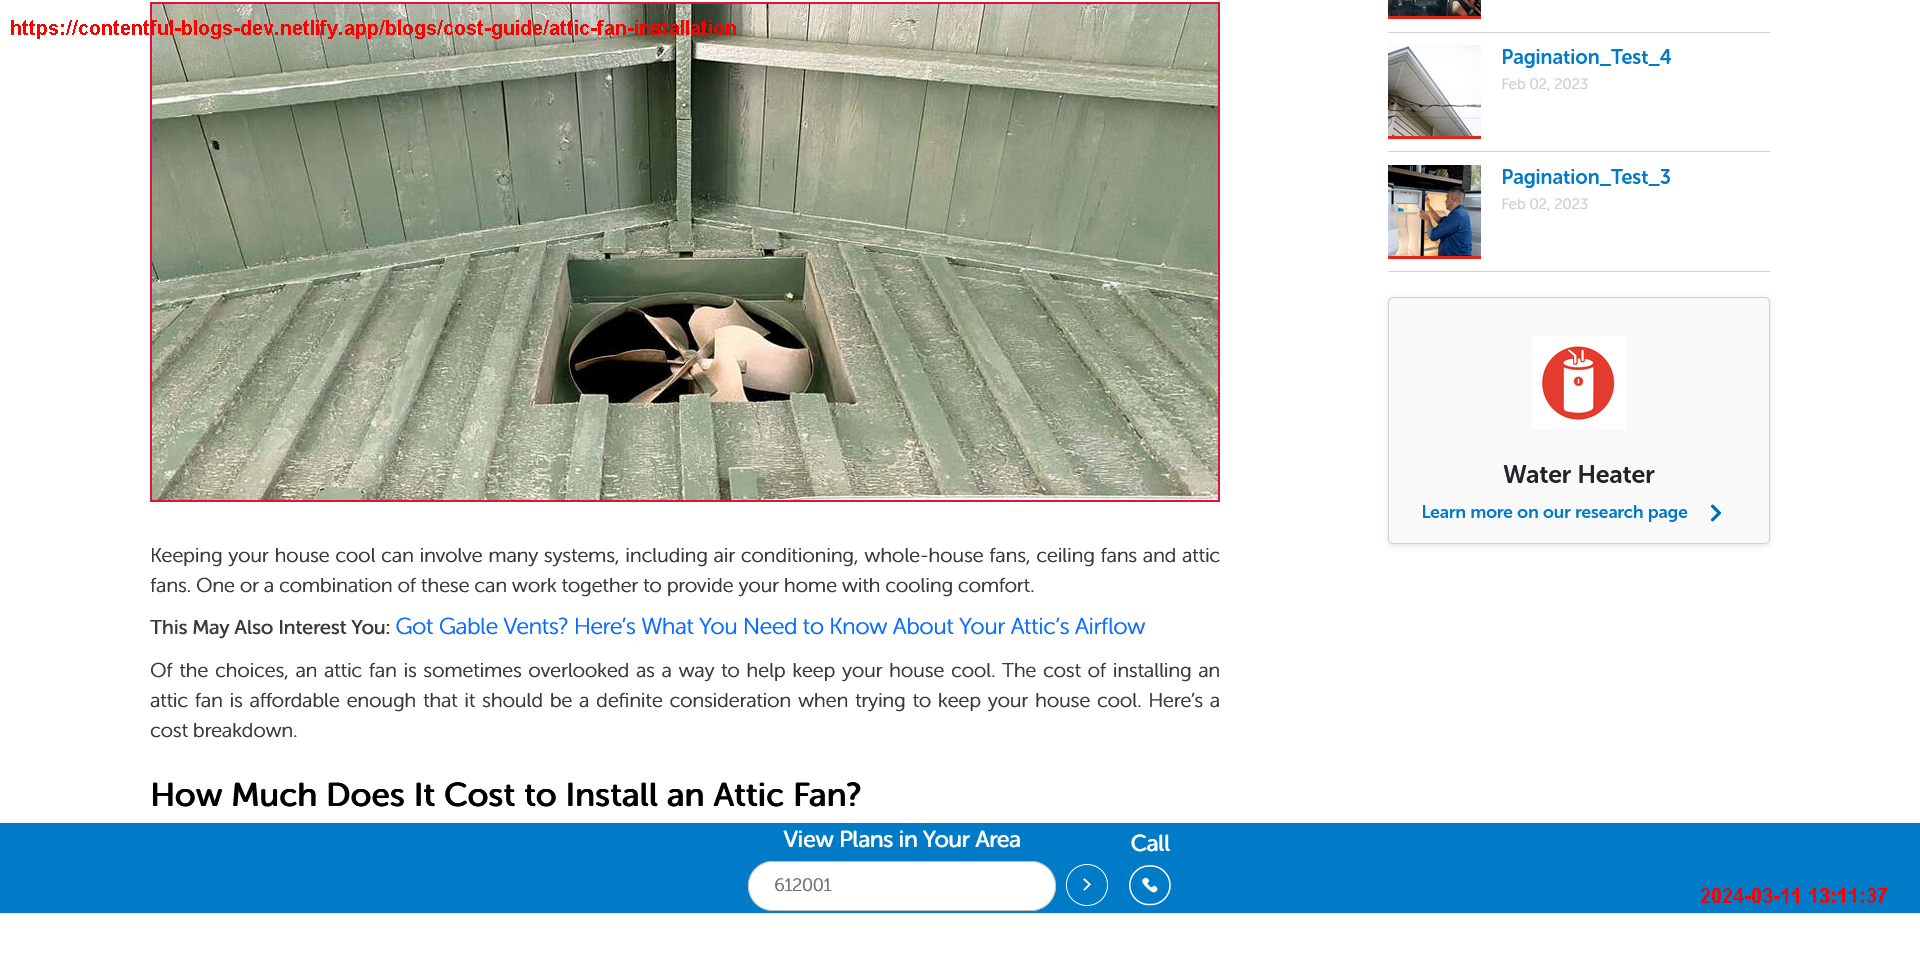 https://contentful-blogs-dev.netlify.app/blogs/cost-guide/attic-fan-installation
Pagination_Test_4
Feb 02, 2023
Pagination_Test_3
Feb 02, 2023
Water Heater
Learn more on our research page
Keeping your house cool can involve many systems, including air conditioning, whole-house fans, ceiling fans and attic
fans. One or a combination of these can work together to provide your home with cooling comfort.
This May Also Interest You: Got Gable Vents? Here’s What You Need to Know About Your Attic’s Airflow
Of the choices, an attic fan is sometimes overlooked as a way to help keep your house cool. The cost of installing an
attic fan is affordable enough that it should be a definite consideration when trying to keep your house cool. Here’s a
cost breakdown.
How Much Does It Cost to Install an Attic Fan?
View Plans in Your Area
Call
612001
2024-03-11 13:11:37